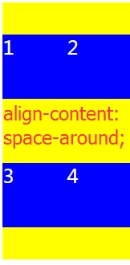 1 2
align-content:
space-around;
3 4